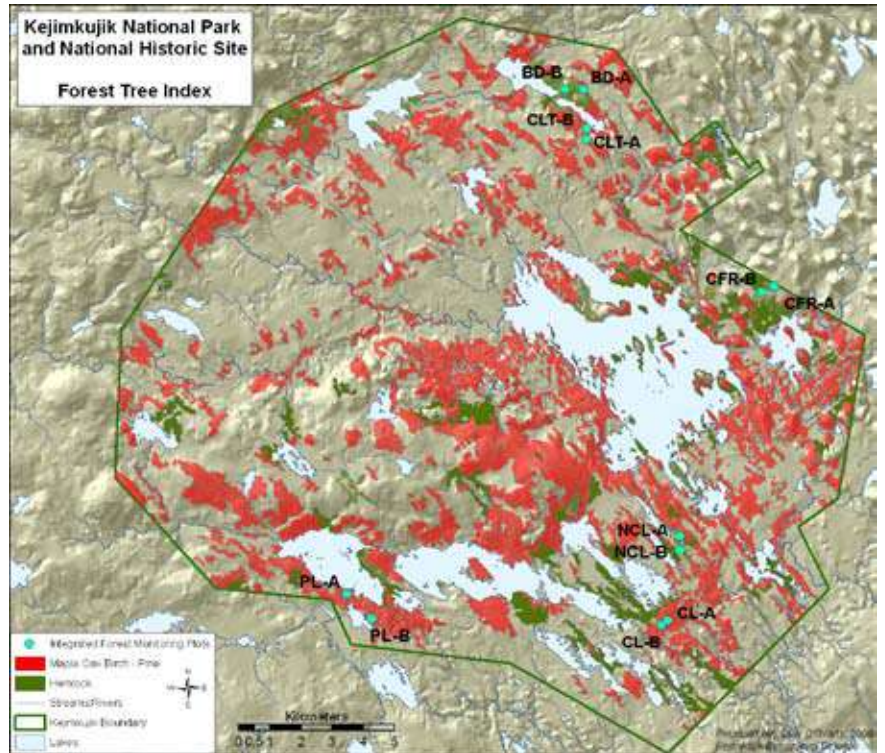 Kejimkujik National Park
and National Historic Site
Forest Tree Index
BD-B
BD-A
CLT-B
CLT-A
CFR-B
CFR-A
NCL-A
NCL-B
PL-A
CL-A
PL-B
CL-B
Integrated Forest Monitoring Plots
Maple Oak Birch - Pine
Hemlock
Streams/Rivers
Kejimkujik Boundary
Lakes
N
W
E
S
Kilometers
0 0.5 1 2 3 4 5